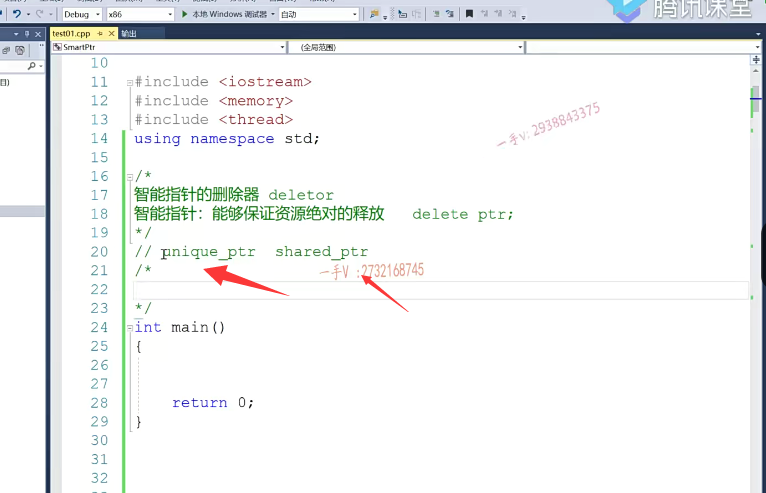 Debug
x86
本地 Windows 调试器
自动
腾讯课堂
test01.cpp
输出
SmartPtr
(全局范围)
10
11 #include <iostream>
12 #include <memory>
13 #include <thread>
14 using namespace std;
15
16 /*
17 智能指针的删除器 deletor
18 智能指针: 能够保证资源绝对的释放 delete ptr;
19 */
20 // unique_ptr shared_ptr
21 /*
22
23 */
24 int main()
25 {
26
27
28 return 0;
29 }
30
31
32
一手v: 2938843375
一手V :2732168745